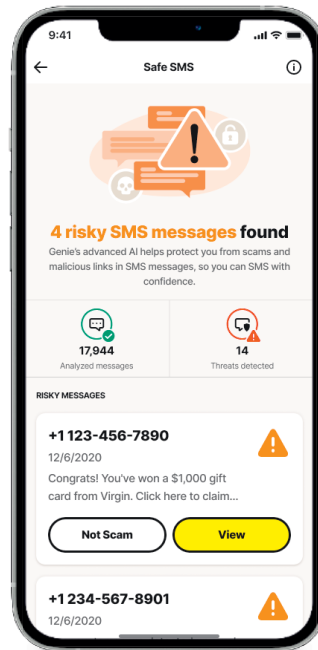 9:41
Safe SMS
4 risky SMS messages found
Genie's advanced AI helps protect you from scams and
malicious links in SMS messages, so you can SMS with
confidence.
17,944
Analyzed messages
14
Threats detected
RISKY MESSAGES
+1 123-456-7890
12/6/2020
Congrats! You've won a $1,000 gift
card from Virgin. Click here to claim...
Not Scam
View
+1 234-567-8901
12/6/2020